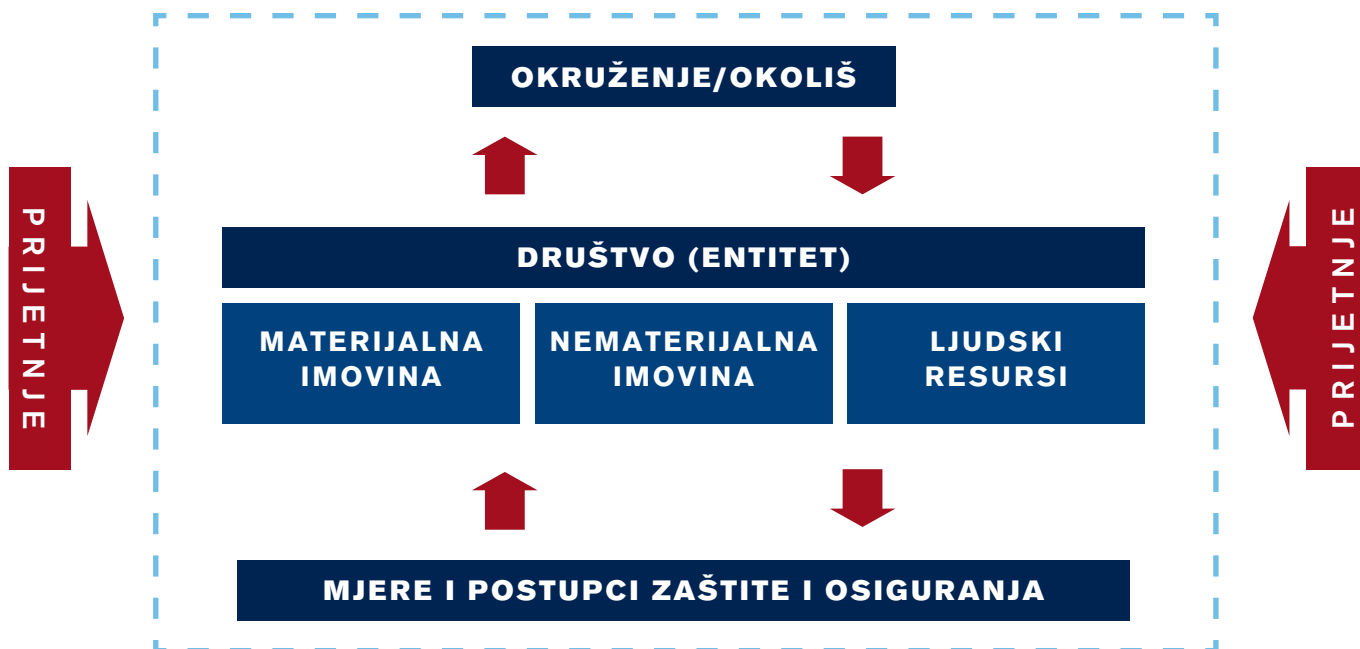 OKRUŽENJE/OKOLIŠ
PRIJETNJE
DRUŠTVO (ENTITET)
MATERIJALNA
IMOVINA
NEMATERIJALNA
IMOVINA
LJUDSKI
RESURSI
PRIJETNJE
MJERE I POSTUPCI ZAŠTITE I OSIGURANJA